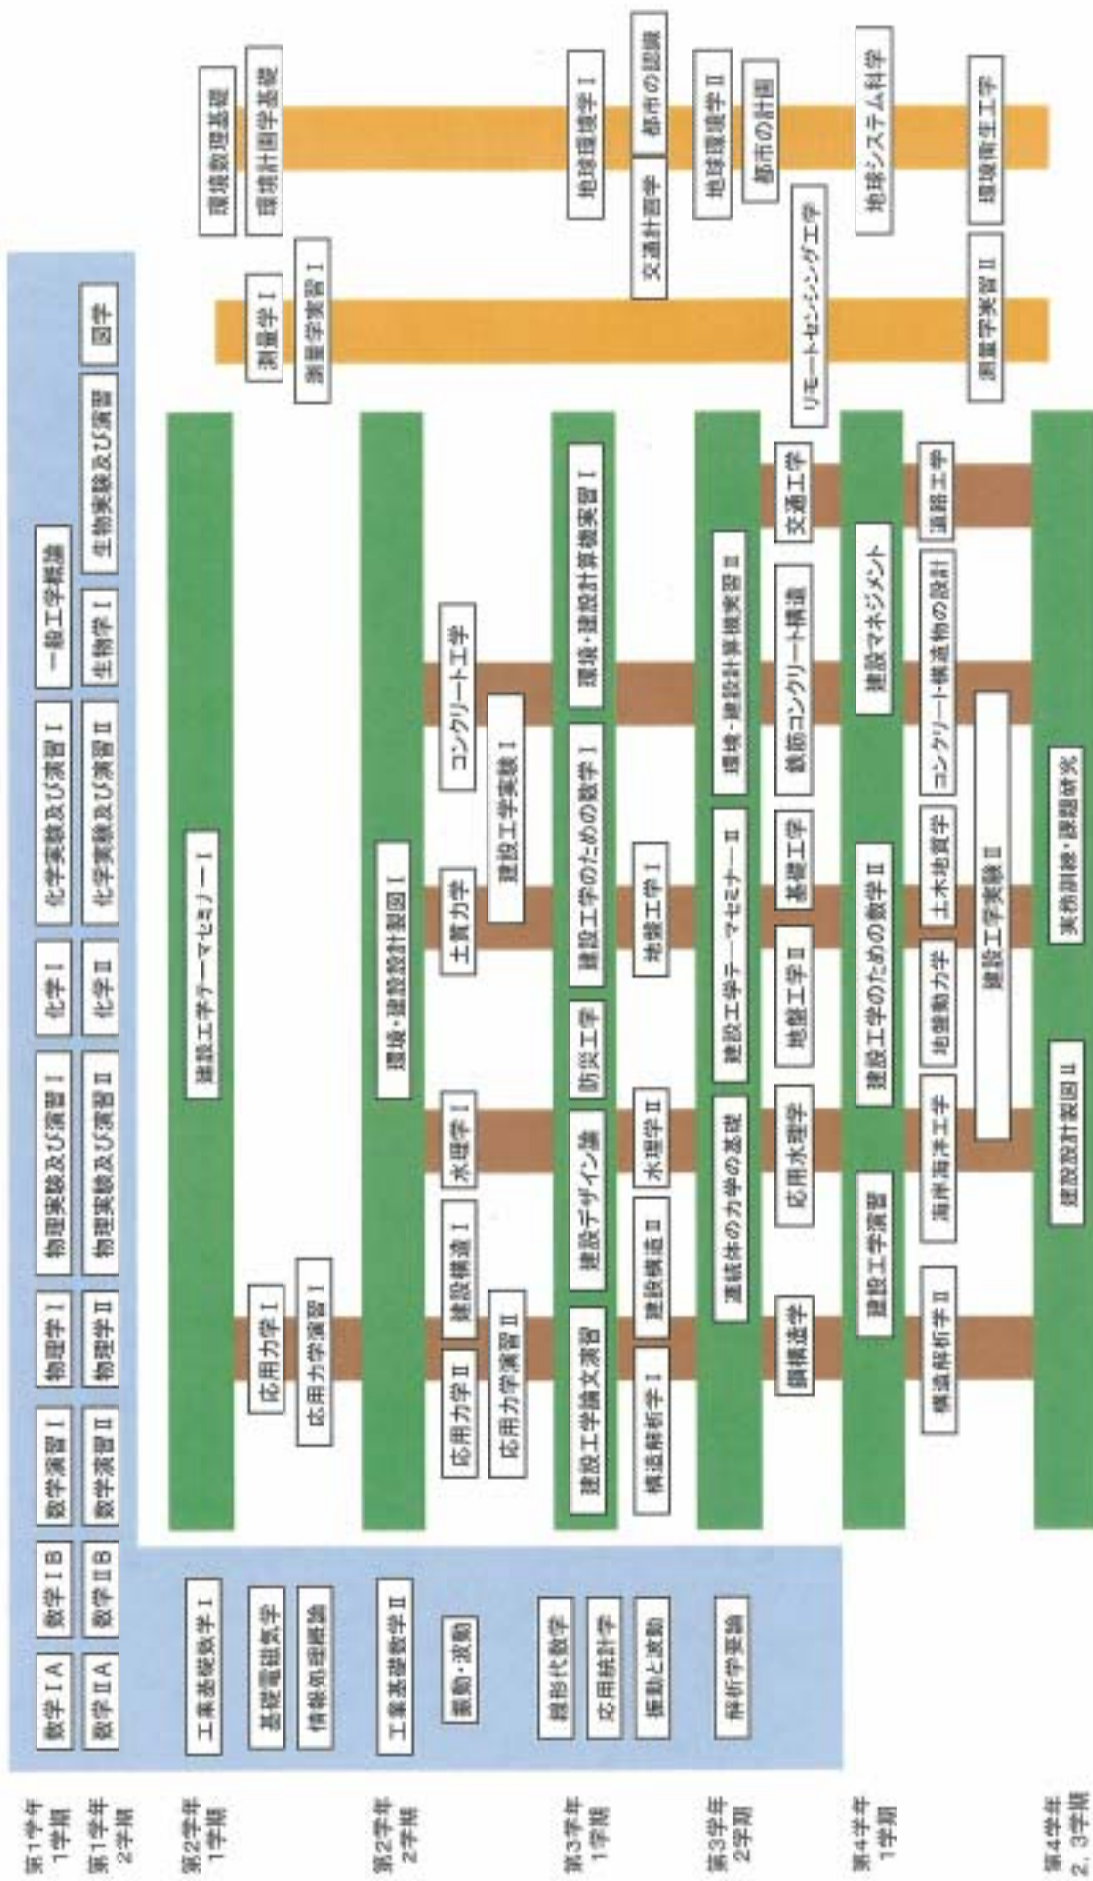 第1学年
1学期
数学ⅠA
数学ⅠB
数学演習Ⅰ
物理学Ⅰ
物理実験及び演習Ⅰ
化学Ⅰ
化学実験及び演習Ⅰ
一般工学概論
第1学年
2学期
数学ⅡA
数学ⅡB
数学演習Ⅱ
物理学Ⅱ
物理実験及び演習Ⅱ
化学Ⅱ
化学実験及び演習Ⅱ
生物学Ⅰ
生物実験及び演習
図学
第2学年
1学期
工業基礎数学Ⅰ
建設工学テーマセミナーⅠ
環境数理基礎
基礎電磁気学
応用力学Ⅰ
測量学Ⅰ
環境計画学基礎
情報処理概論
応用力学演習Ⅰ
測量学実習Ⅰ
第2学年
2学期
工業基礎数学Ⅱ
環境・建設設計製図Ⅰ
振動・波動
応用力学Ⅱ
建設構造Ⅰ
水理学Ⅰ
土質力学
コンクリート工学
応用力学演習Ⅱ
建設工学実験Ⅰ
第3学年
1学期
線形代数学
応用統計学
振動と波動
建設工学論文演習
建設デザイン論
防災工学
建設工学のための数学Ⅰ
環境・建設計算機実習Ⅰ
地球環境学Ⅰ
構造解析学Ⅰ
建設構造Ⅱ
水理学Ⅱ
地盤工学Ⅰ
交通計画学
都市の認識
第3学年
2学期
解析学要論
連続体の力学の基礎
建設工学テーマセミナーⅡ
環境・建設計算機実習Ⅱ
地球環境学Ⅱ
都市の計画
鋼構造学
応用水理学
地盤工学Ⅱ
基礎工学
鉄筋コンクリート構造
交通工学
リモートセンシング工学
第4学年
1学期
建設工学演習
建設工学のための数学Ⅱ
建設マネジメント
地球システム科学
構造解析学Ⅱ
海岸海洋工学
地盤動力学
土木地質学
コンクリート構造物の設計
道路工学
建設工学実験Ⅱ
測量学実習Ⅱ
環境衛生工学
第4学年
2, 3学期
建設設計製図Ⅱ
実務訓練・課題研究